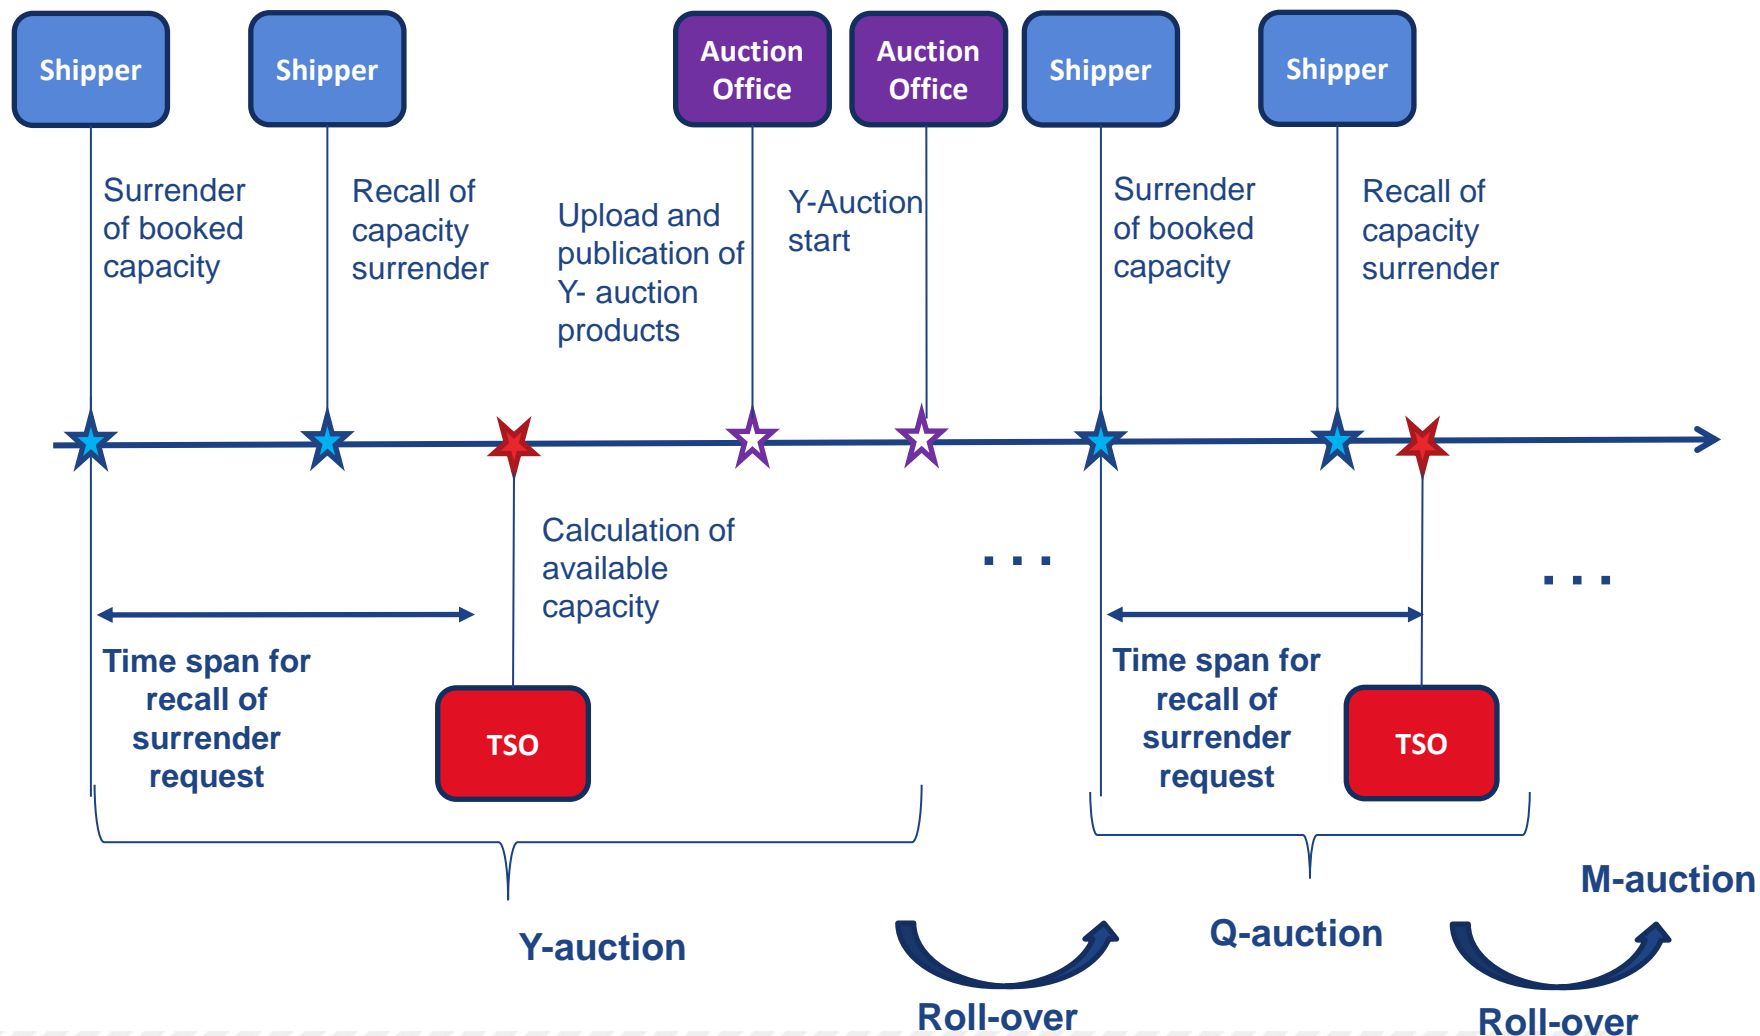 Shipper
Shipper
Auction
Office
Auction
Office
Shipper
Shipper
Surrender
of booked
capacity
Recall of
capacity
surrender
Upload and
publication of
Y- auction
products
Y-Auction
start
Surrender
of booked
capacity
Recall of
capacity
surrender
Calculation of
available
capacity
. . .
. . .
Time span for
recall of
surrender
request
TSO
Time span for
recall of
surrender
request
TSO
Y-auction
Roll-over
Q-auction
M-auction
Roll-over